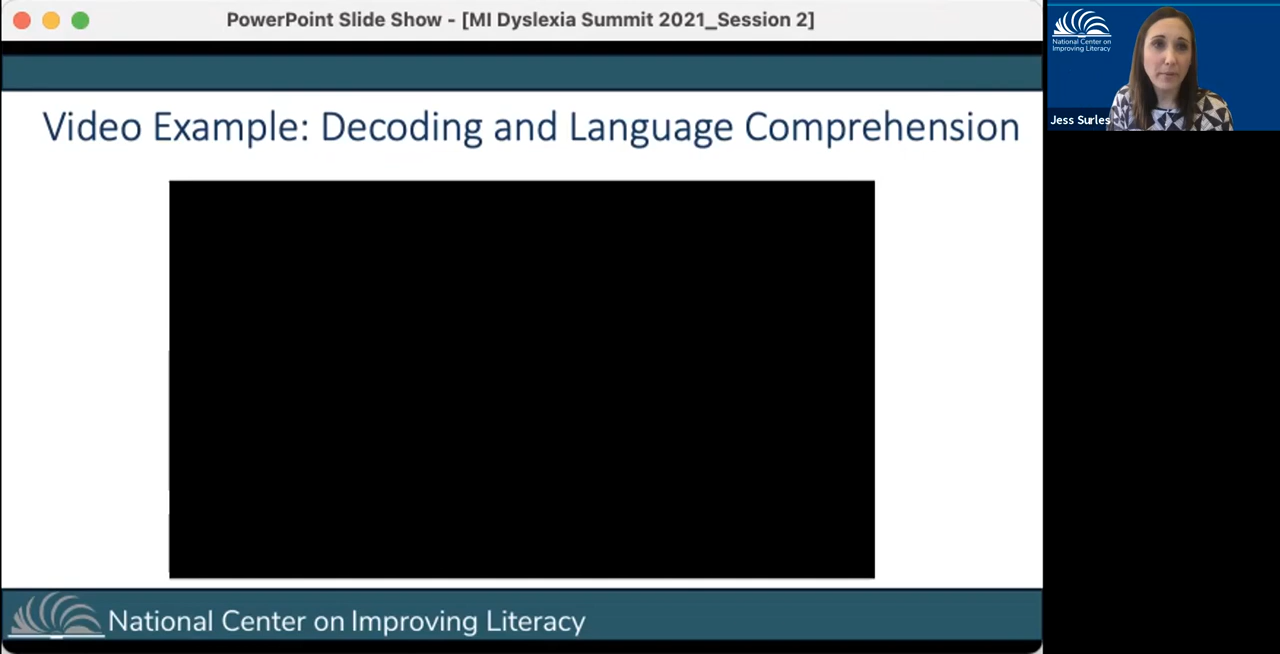 PowerPoint Slide Show - [MI Dyslexia Summit 2021_Session 2]
Video Example: Decoding and Language Comprehension
National Center on Improving Literacy
National Center on
Improving Literacy
Jess Surles